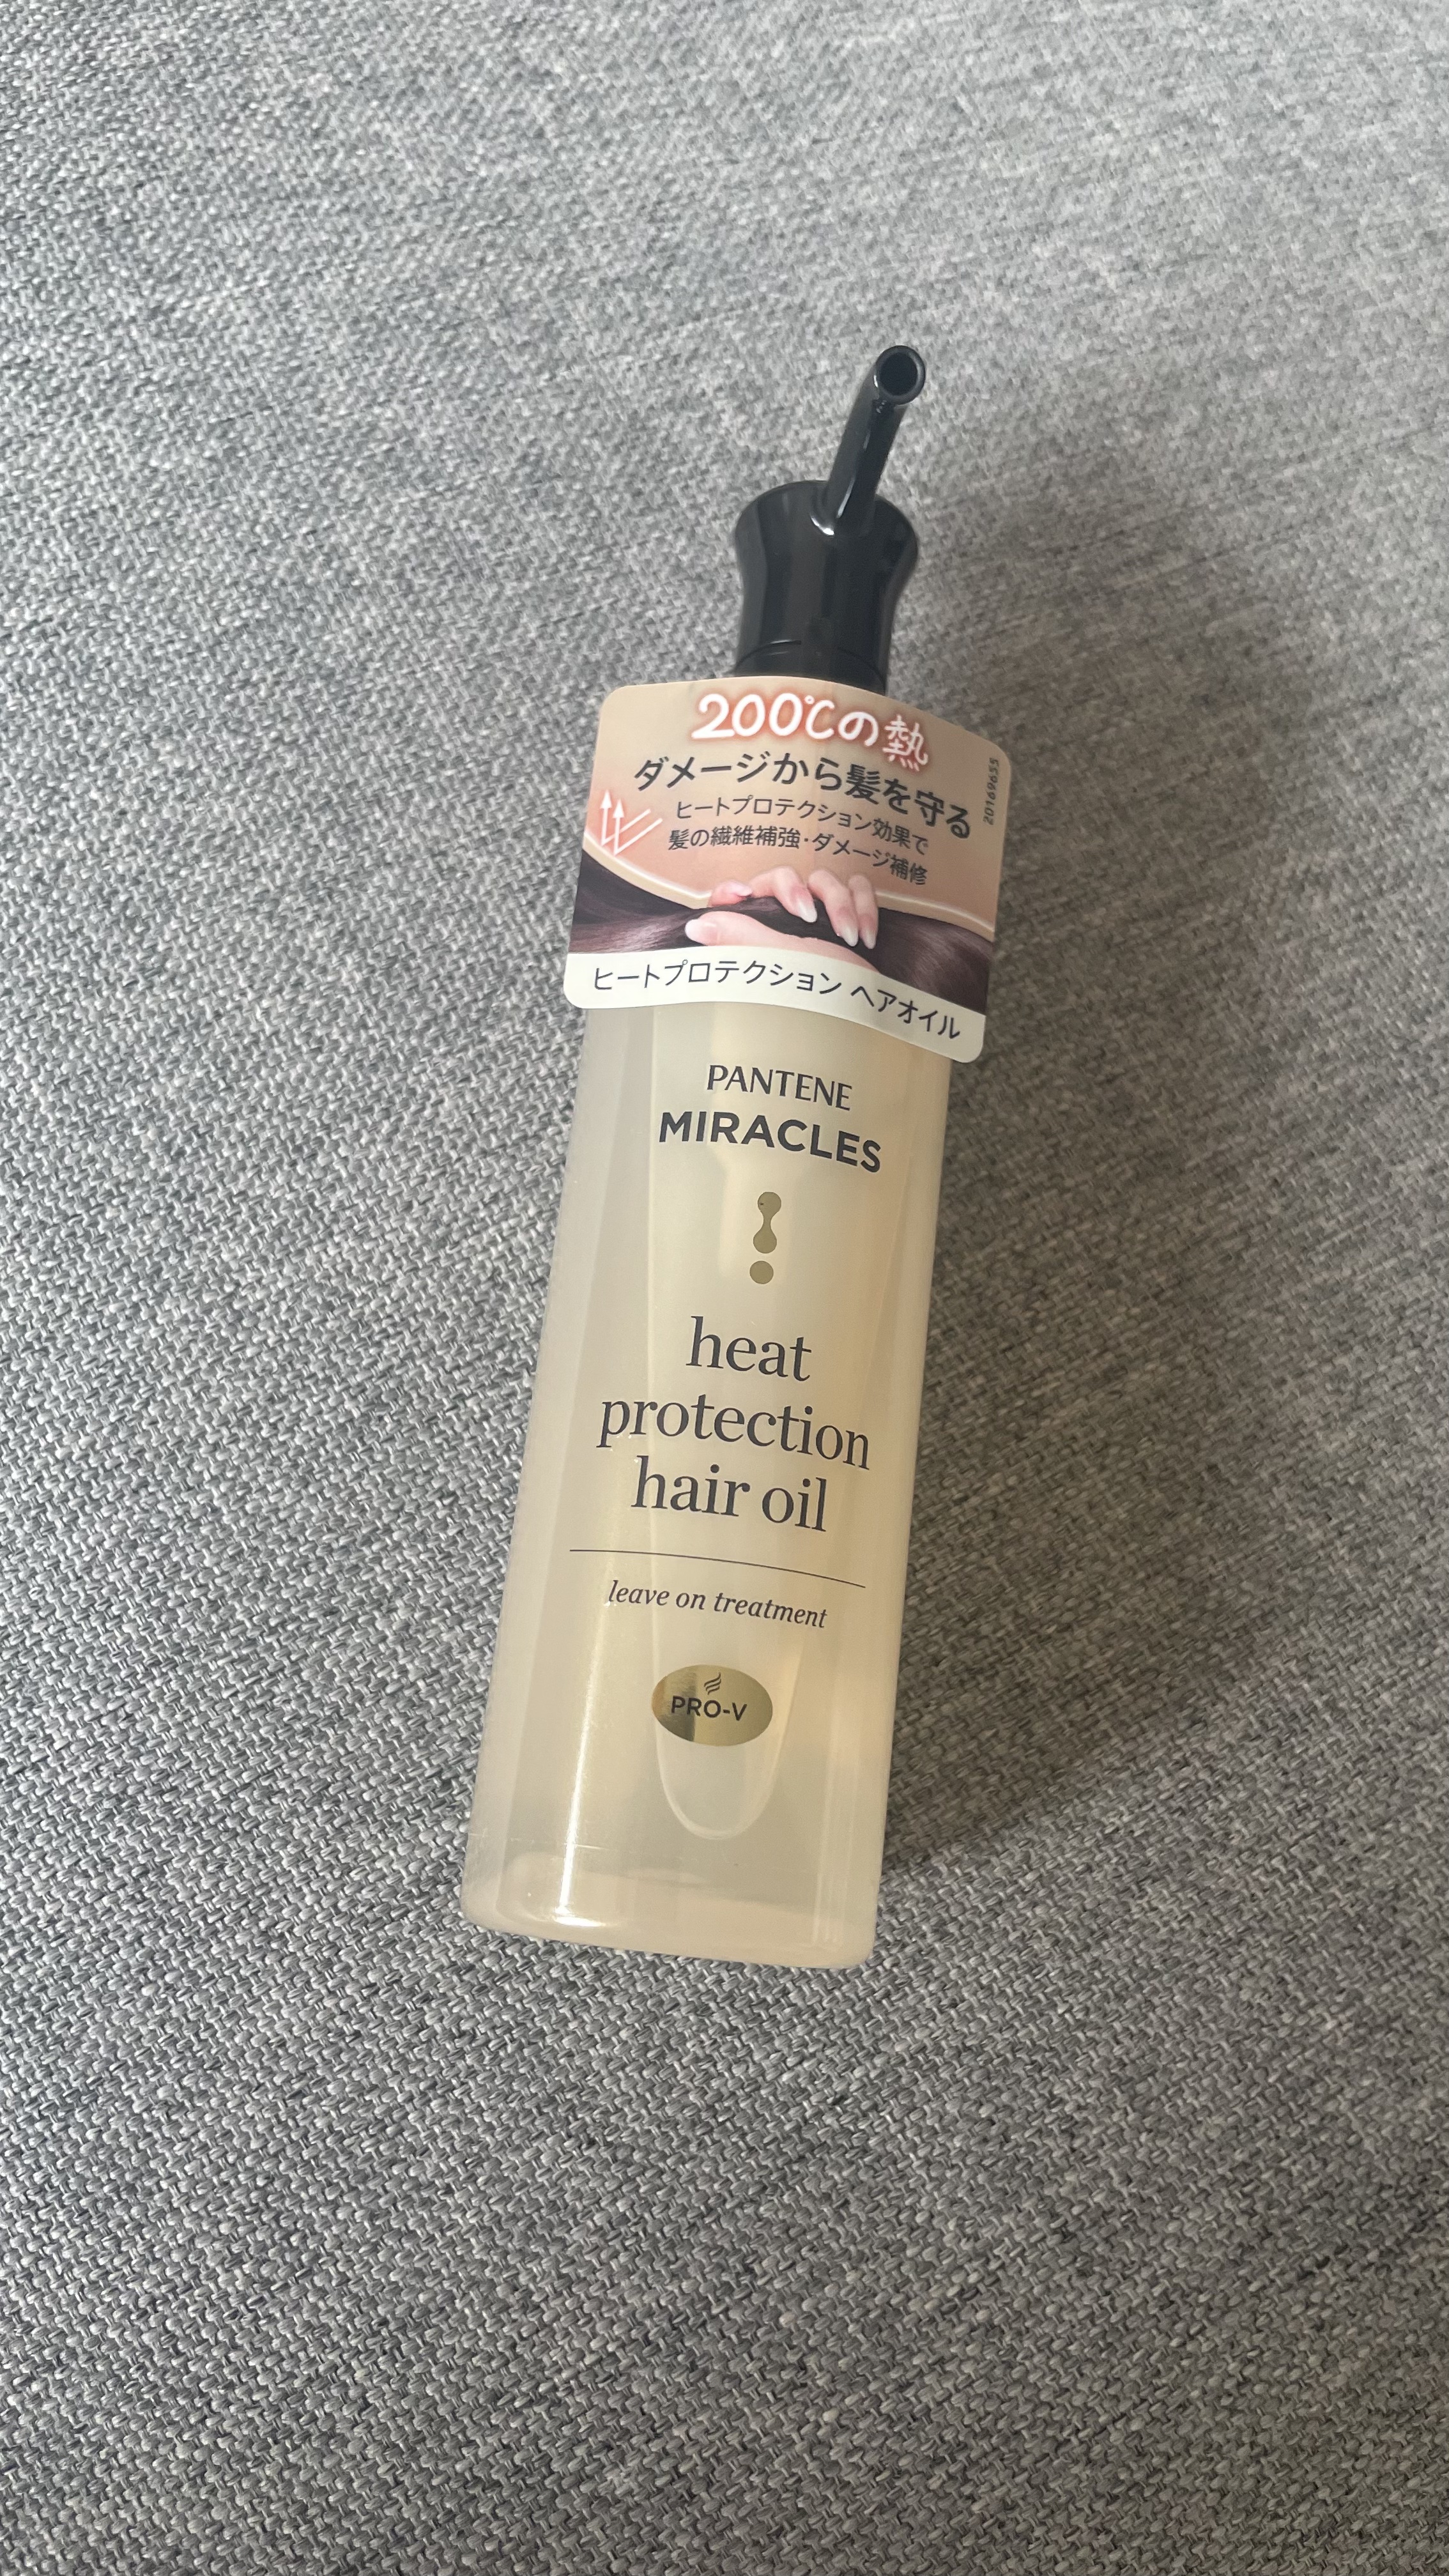 200℃の熱
ダメージから髪を守る
ヒートプロテクション効果で
髪の繊維補強・ダメージ補修
20169655
ヒートプロテクション ヘアオイル
PANTENE
MIRACLES
heat
protection
hair oil
leave on treatment
PRO-V